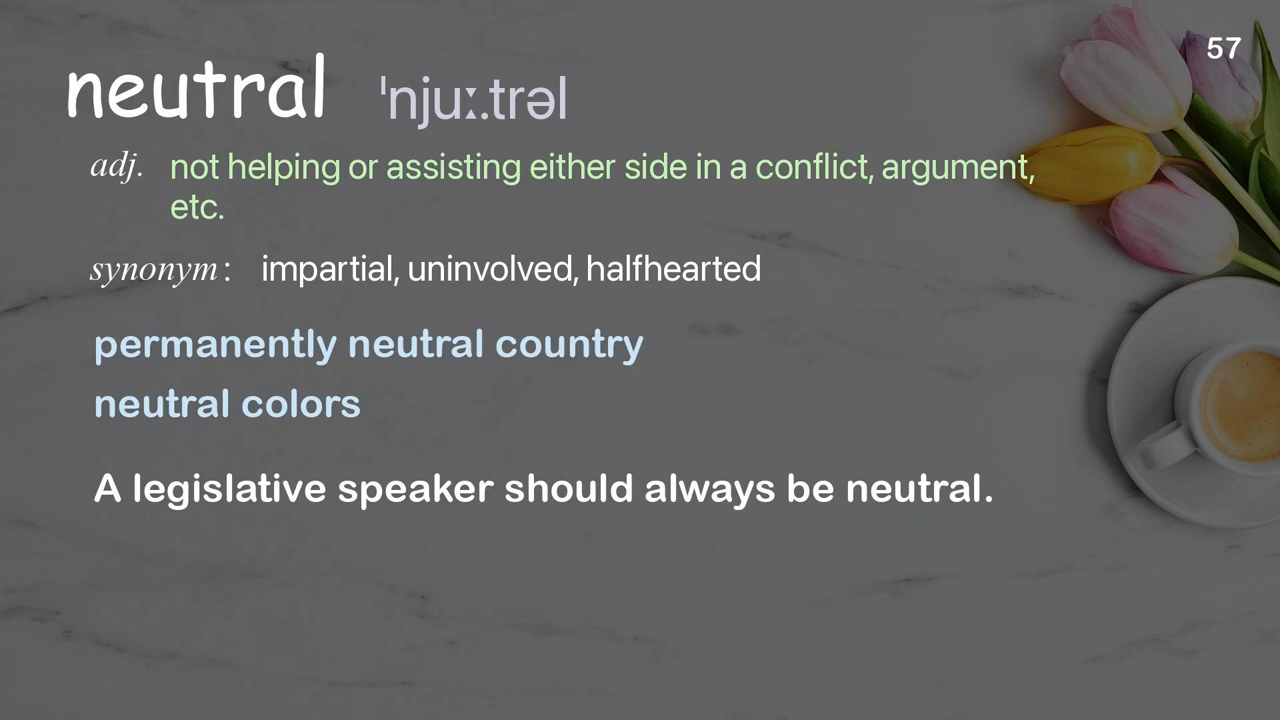 57
neutral ˈnjuː.trəl
adj. not helping or assisting either side in a conflict, argument,
etc.
synonym: impartial, uninvolved, halfhearted
permanently neutral country
neutral colors
A legislative speaker should always be neutral.